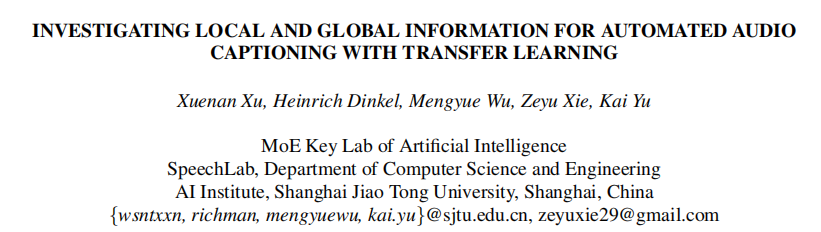 INVESTIGATING LOCAL AND GLOBAL INFORMATION FOR AUTOMATED AUDIO
CAPTIONING WITH TRANSFER LEARNING
Xuenan Xu, Heinrich Dinkel, Mengyue Wu, Zeyu Xie, Kai Yu
MoE Key Lab of Artificial Intelligence
SpeechLab, Department of Computer Science and Engineering
AI Institute, Shanghai Jiao Tong University, Shanghai, China
{wsntxxn, richman, mengyuewu, kai.yu}@sjtu.edu.cn, zeyuxie29@gmail.com